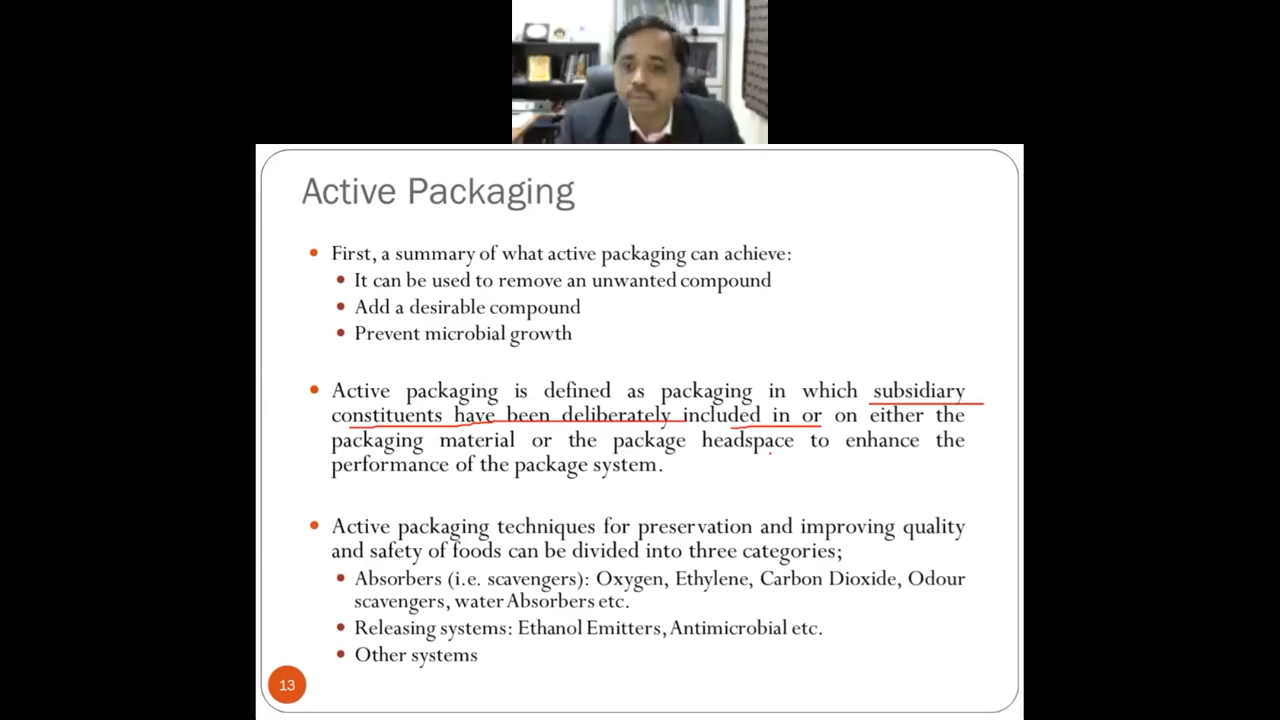 Active Packaging
First, a summary of what active packaging can achieve:
It can be used to remove an unwanted compound
Add a desirable compound
Prevent microbial growth
Active packaging is defined as packaging in which subsidiary
constituents have been deliberately included in or on either the
packaging material or the package headspace to enhance the
performance of the package system.
Active packaging techniques for preservation and improving quality
and safety of foods can be divided into three categories;
Absorbers (i.e. scavengers): Oxygen, Ethylene, Carbon Dioxide, Odour
scavengers, water Absorbers etc.
Releasing systems: Ethanol Emitters, Antimicrobial etc.
Other systems
13